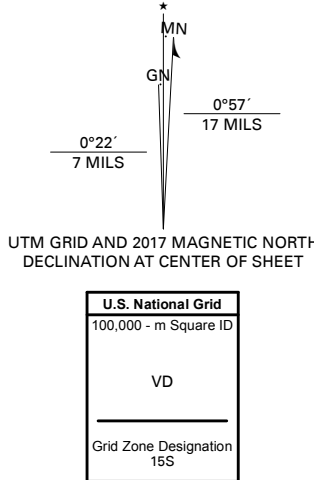 MN
GN
0°57´
17 MILS
0°22´
7 MILS
UTM GRID AND 2017 MAGNETIC NORTH
DECLINATION AT CENTER OF SHEET
U.S. National Grid
100,000 - m Square ID
VD
Grid Zone Designation
15S